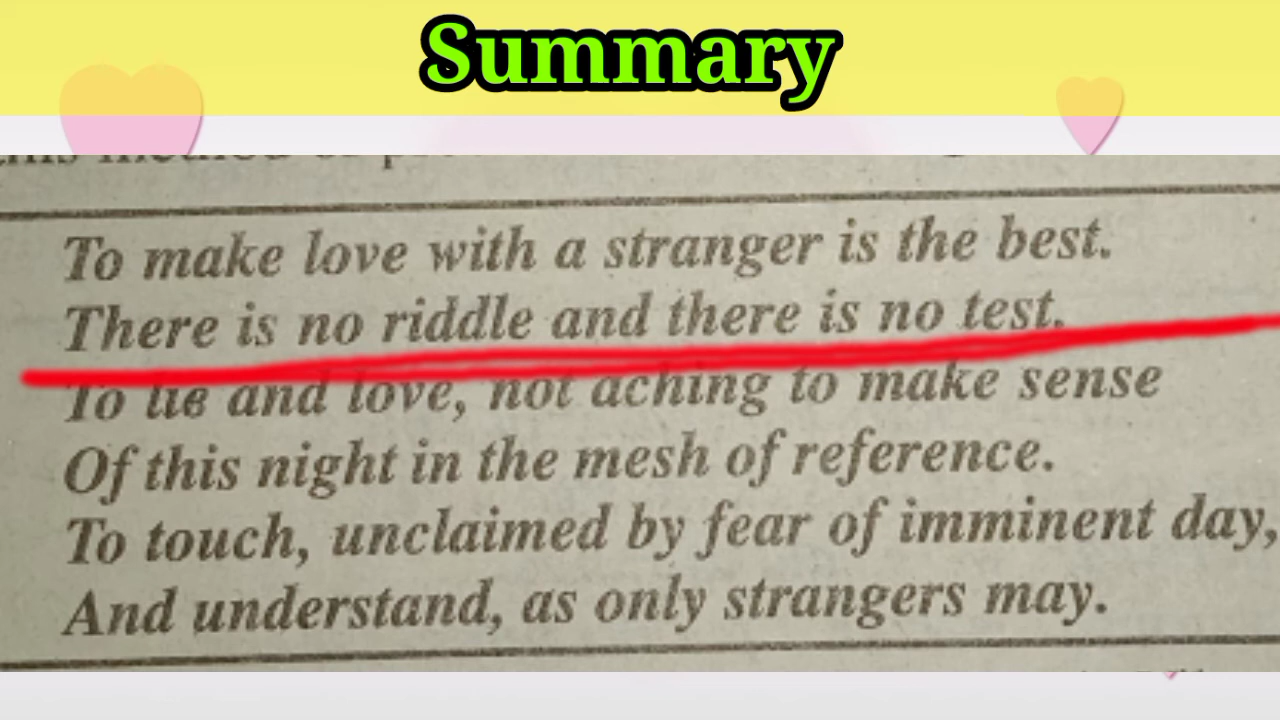 Summary
To make love with a stranger is the best.
There is no riddle and there is no test.
To lie and love, not aching to make sense
Of this night in the mesh of reference.
To touch, unclaimed by fear of imminent day,
And understand, as only strangers may.